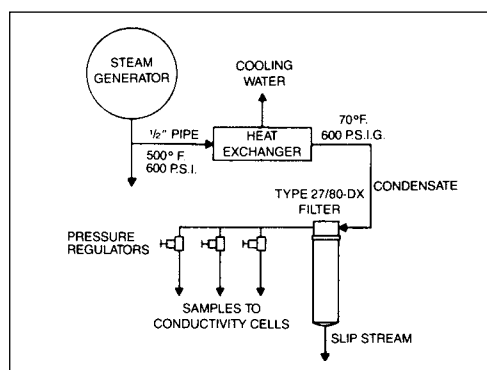 STEAM
GENERATOR
COOLING
WATER
½" PIPE
500° F.
600 P.S.I.
HEAT
EXCHANGER
70°F.
600 P.S.I.G.
CONDENSATE
TYPE 27/80-DX
FILTER
PRESSURE
REGULATORS
SAMPLES TO
CONDUCTIVITY CELLS
SLIP STREAM